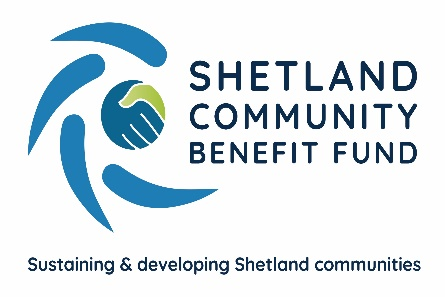 SHETLAND
COMMUNITY
BENEFIT FUND
Sustaining & developing Shetland communities